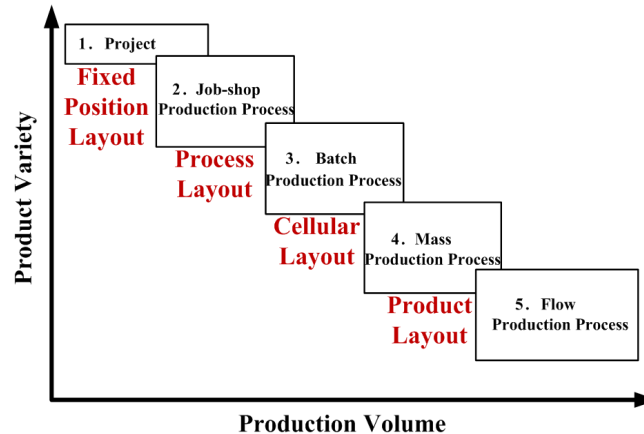 1. Project
Fixed
Position
Layout
2. Job-shop
Production Process
Process
Layout
3. Batch
Production Process
Cellular
Layout
4. Mass
Production Process
Product
Layout
5. Flow
Production Process
Product Variety
Production Volume